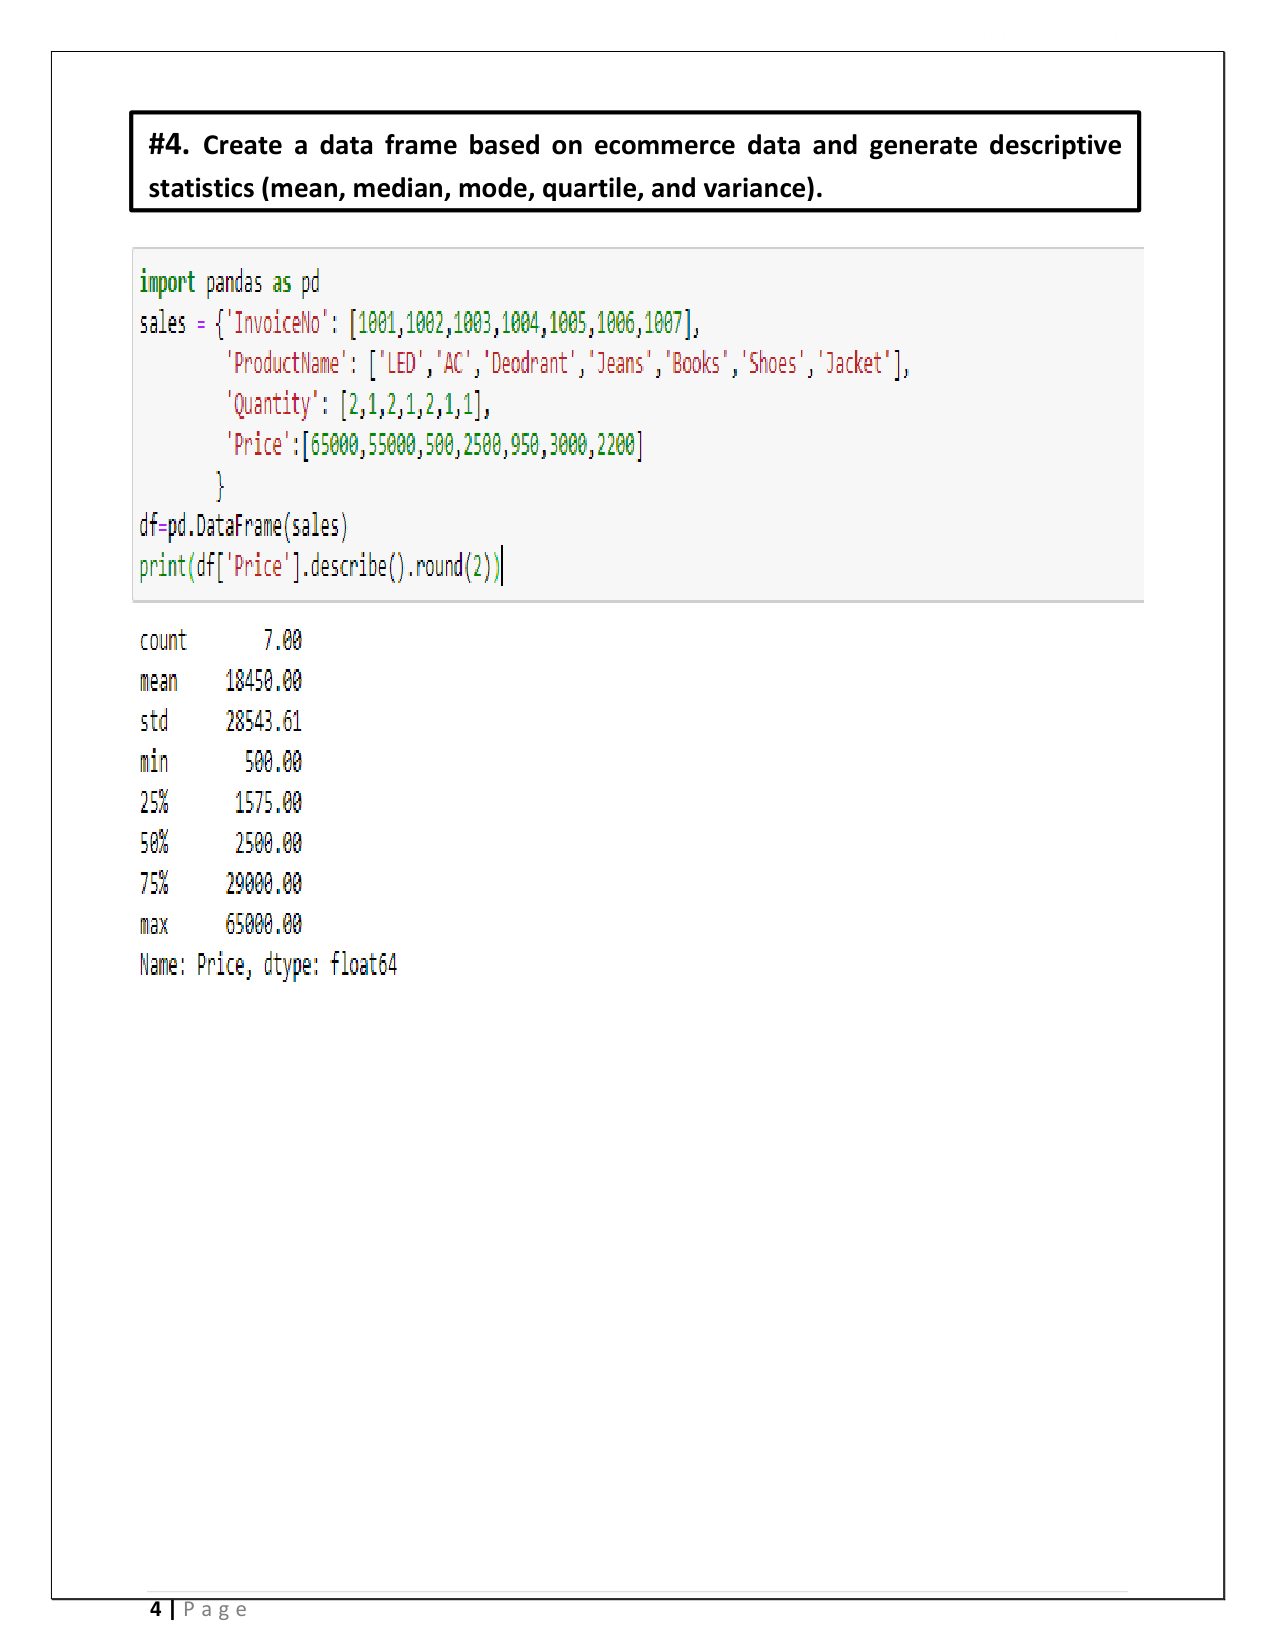 #4. Create a data frame based on ecommerce data and generate descriptive
statistics (mean, median, mode, quartile, and variance).
import pandas as pd
sales = {'InvoiceNo': [1001,1002,1003,1004,1005,1006,1007],
         'ProductName': ['LED','AC','Deodrant','Jeans','Books','Shoes','Jacket'],
         'Quantity': [2,1,2,1,2,1,1],
         'Price':[65000,55000,500,2500,950,3000,2200]
        }
df=pd.DataFrame(sales)
print(df['Price'].describe().round(2))
count        7.00
mean     18450.00
std      28543.61
min        500.00
25%       1575.00
50%       2500.00
75%      29000.00
max      65000.00
Name: Price, dtype: float64
4 | Page